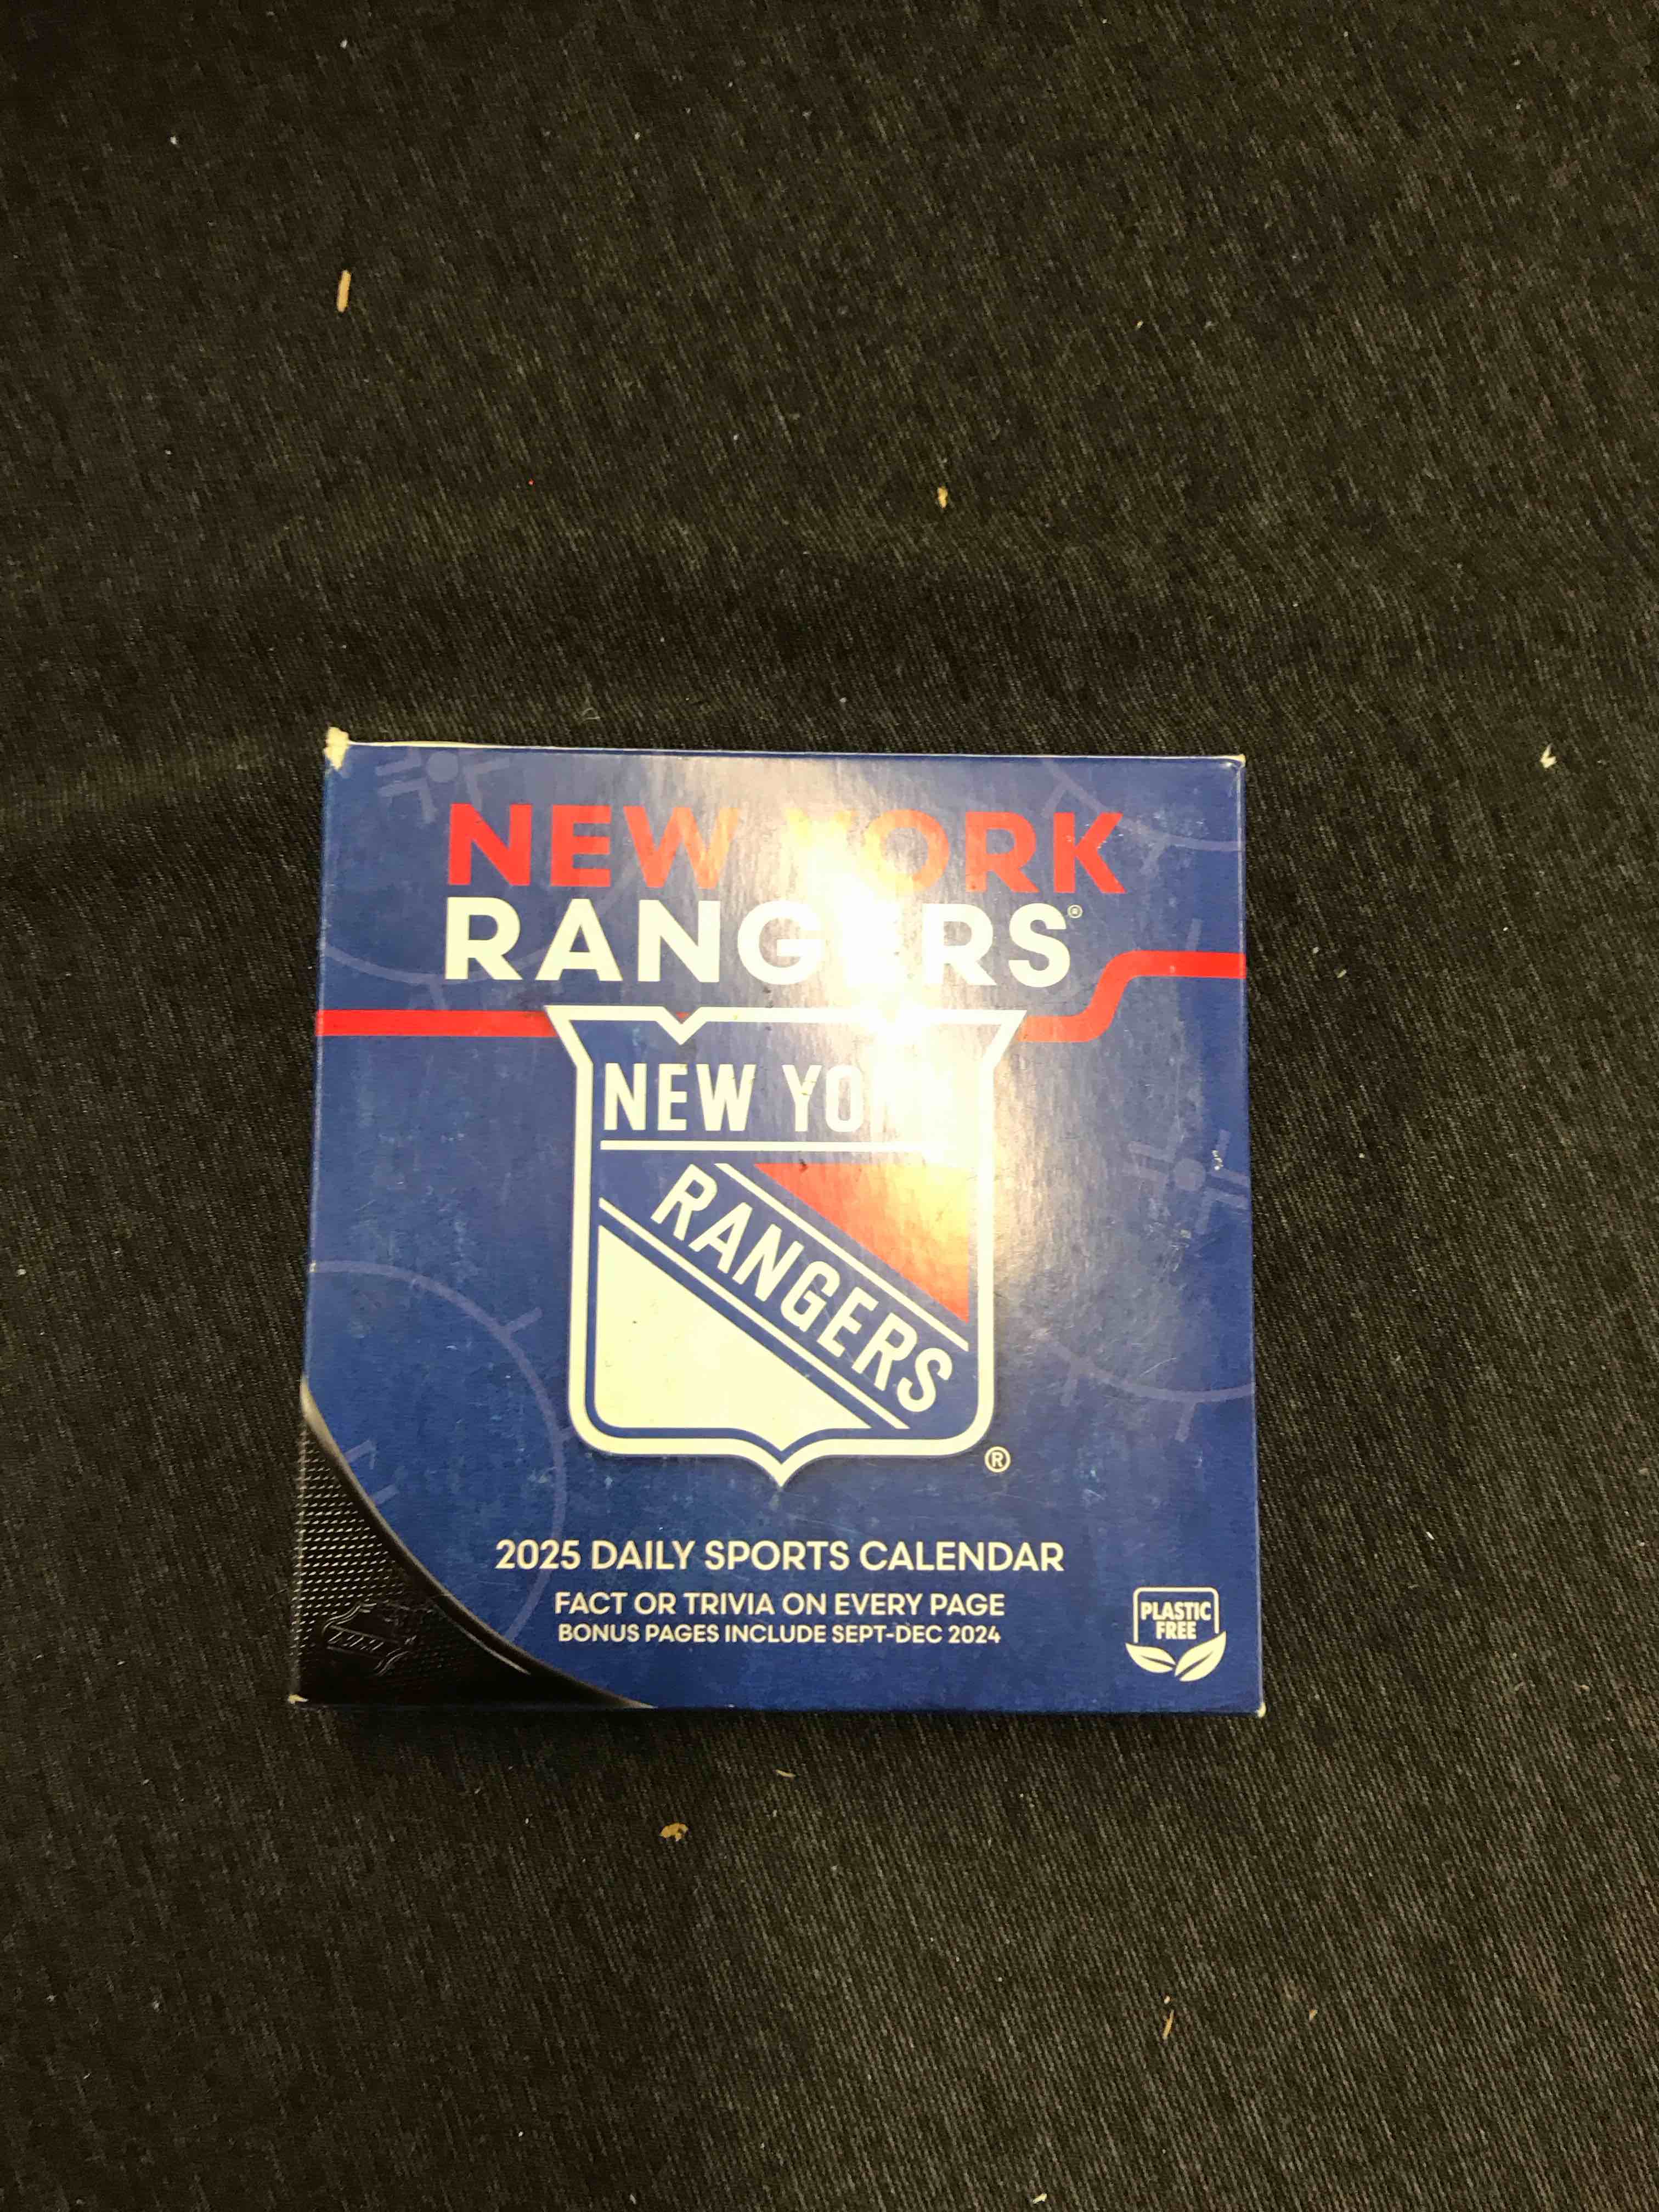 NEW YORK
RANGERS®
NEW YO
RANGERS
®
2025 DAILY SPORTS CALENDAR
FACT OR TRIVIA ON EVERY PAGE
BONUS PAGES INCLUDE SEPT-DEC 2024
PLASTIC
FREE